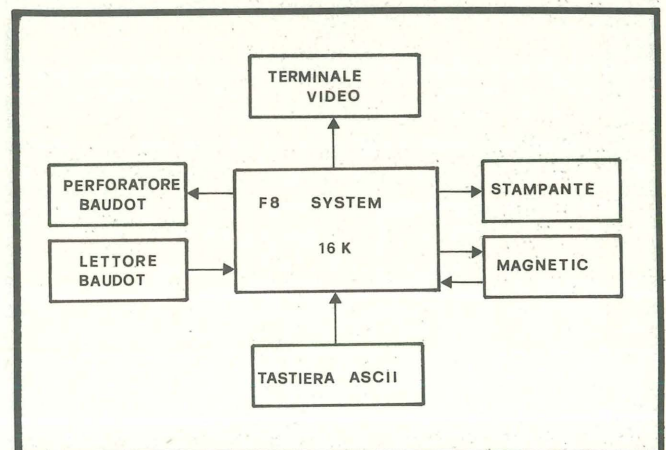 TERMINALE
VIDEO
PERFORATORE
BAUDOT
F8 SYSTEM
16 K
STAMPANTE
LETTORE
BAUDOT
MAGNETIC
TASTIERA ASCII